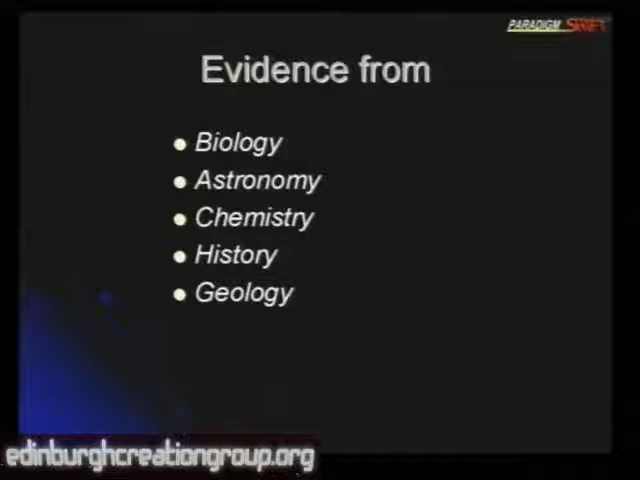 PARADIGM SHIFT
Evidence from
Biology
Astronomy
Chemistry
History
Geology
edinburghcreationgroup.org